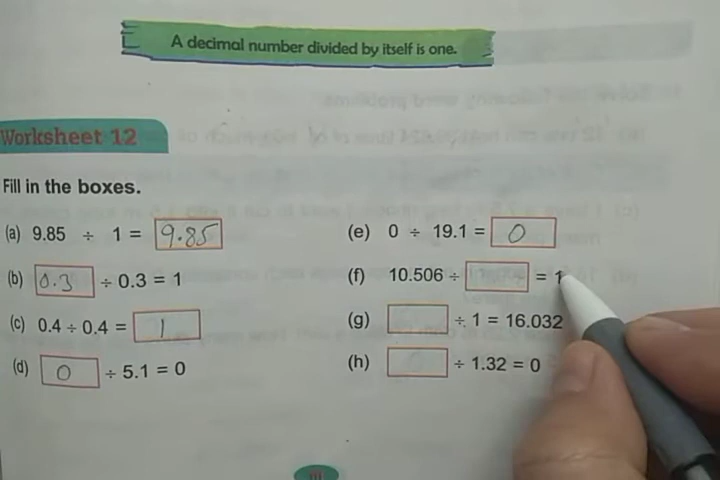 A decimal number divided by itself is one.
Worksheet 12
Fill in the boxes.
(a) 9.85 ÷ 1 = 9.85
(b) 0.3 ÷ 0.3 = 1
(c) 0.4 ÷ 0.4 = 1
(d) 0 ÷ 5.1 = 0
(e) 0 ÷ 19.1 = 0
(f) 10.506 ÷ = 1
(g) ÷ 1 = 16.032
(h) ÷ 1.32 = 0